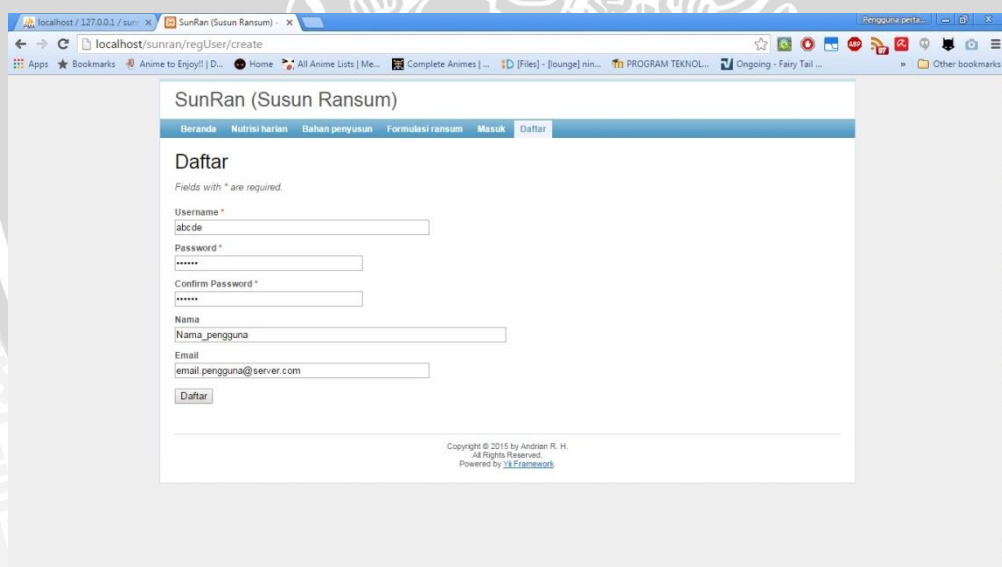 localhost / 127.0.0.1 / sun
SunRan (Susun Ransum) -
Pengguna perta...
localhost/sunran/regUser/create
Apps Bookmarks Anime to Enjoy!! | D... Home All Anime Lists | Me... Complete Animes | ... [Files] - [lounge] nin... PROGRAM TEKNOL... Ongoing - Fairy Tail ... » Other bookmarks
SunRan (Susun Ransum)
Beranda Nutrisi harian Bahan penyusun Formulasi ransum Masuk Daftar
Daftar
Fields with * are required.
Username *
abcde
Password *
••••••
Confirm Password *
••••••
Nama
Nama_pengguna
Email
email.pengguna@server.com
Daftar
Copyright © 2015 by Andrian R. H.
All Rights Reserved.
Powered by Yii Framework.